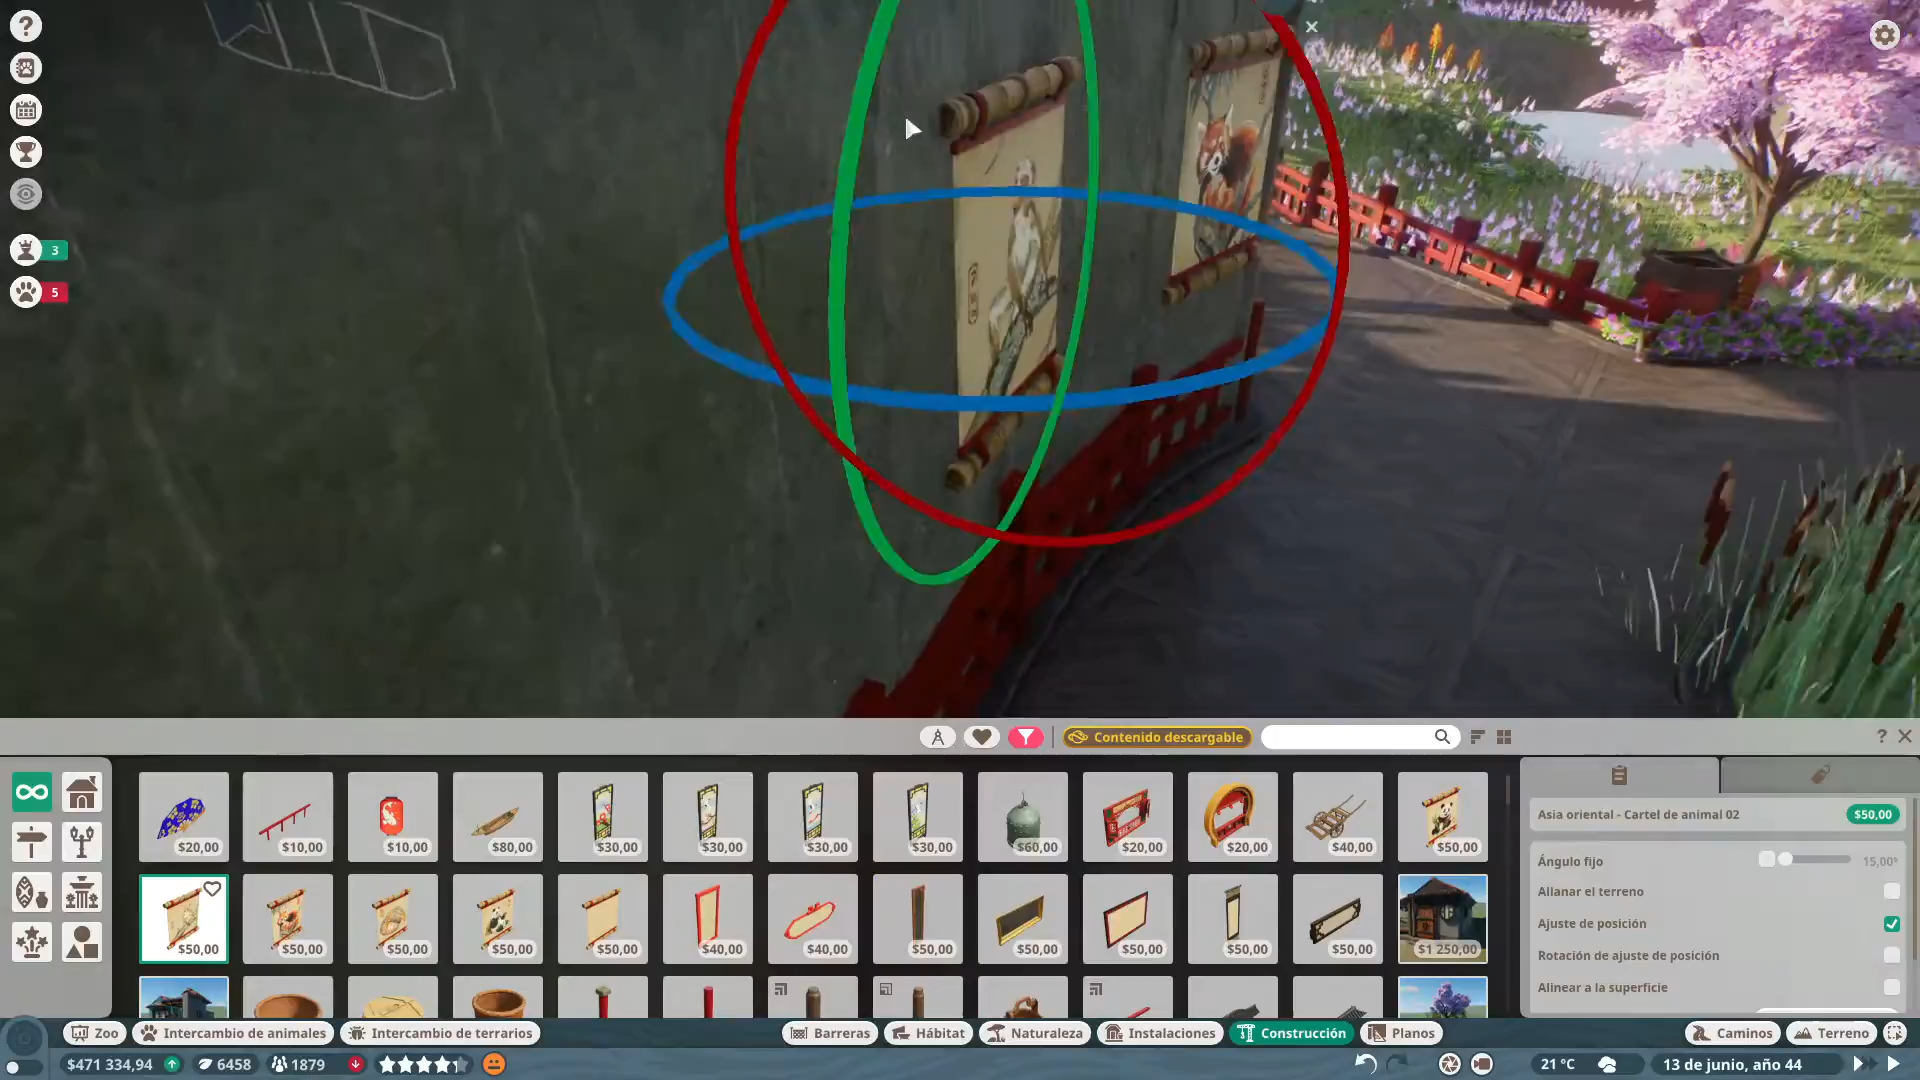 3
5
Contenido descargable
$20,00
$10,00
$10,00
$80,00
$30,00
$30,00
$30,00
$30,00
$60,00
$20,00
$20,00
$40,00
$50,00
$50,00
$50,00
$50,00
$50,00
$50,00
$40,00
$40,00
$50,00
$50,00
$50,00
$50,00
$50,00
$1 250,00
Asia oriental - Cartel de animal 02
$50,00
Ángulo fijo
15,00°
Allanar el terreno
Ajuste de posición
Rotación de ajuste de posición
Alinear a la superficie
Zoo
Intercambio de animales
Intercambio de terrarios
Barreras
Hábitat
Naturaleza
Instalaciones
Construcción
Planos
Caminos
Terreno
$471 334,94
6458
1879
21 °C
13 de junio, año 44